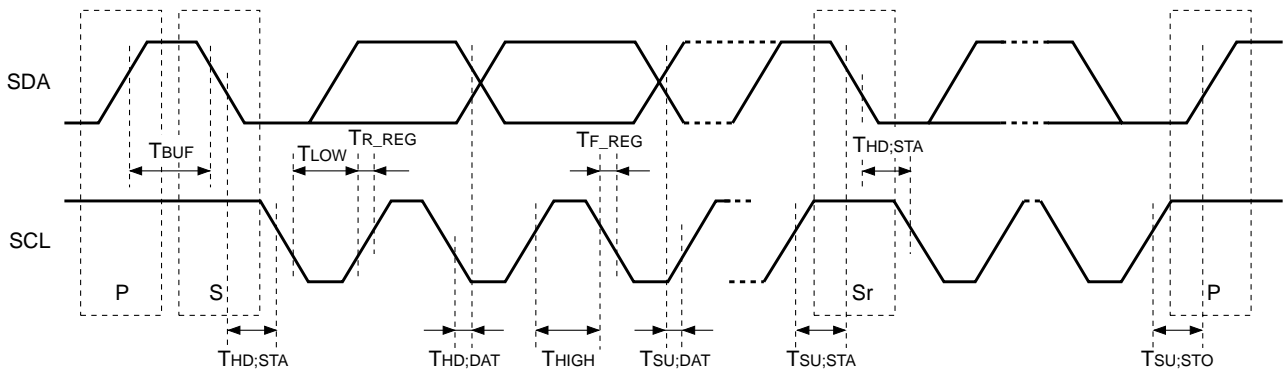 SDA
TBUF
TLOW
TR_REG
TF_REG
THD;STA
SCL
P
S
Sr
P
THD;STA
THD;DAT
THIGH
TSU;DAT
TSU;STA
TSU;STO